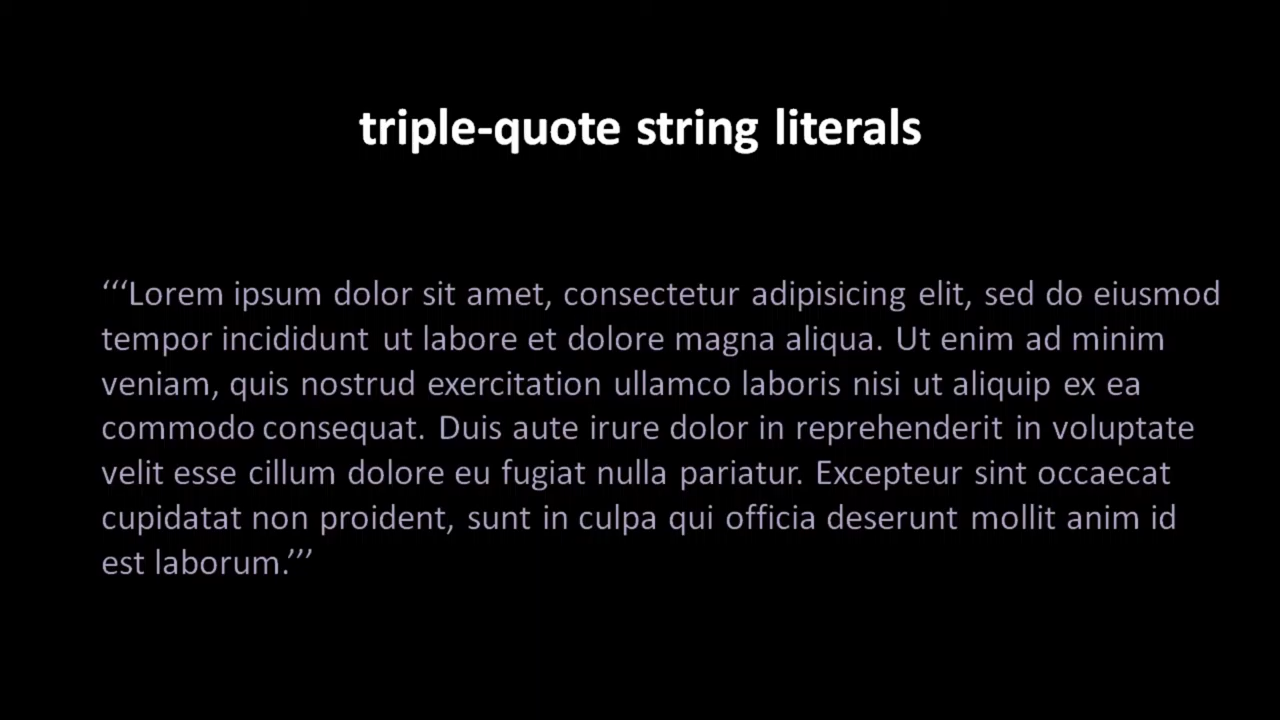 triple-quote string literals
‘‘‘Lorem ipsum dolor sit amet, consectetur adipisicing elit, sed do eiusmod
tempor incididunt ut labore et dolore magna aliqua. Ut enim ad minim
veniam, quis nostrud exercitation ullamco laboris nisi ut aliquip ex ea
commodo consequat. Duis aute irure dolor in reprehenderit in voluptate
velit esse cillum dolore eu fugiat nulla pariatur. Excepteur sint occaecat
cupidatat non proident, sunt in culpa qui officia deserunt mollit anim id
est laborum.’’’